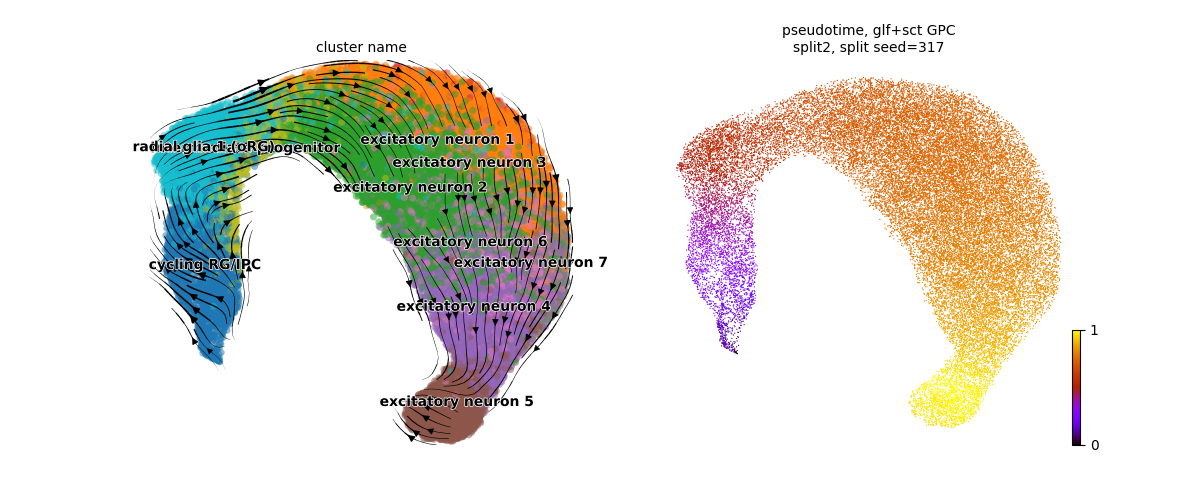 cluster name
pseudotime, glf+sct GPC
split2, split seed=317
excitatory neuron 1
radial glia 1 (oRG)
progenitor
excitatory neuron 3
excitatory neuron 2
excitatory neuron 6
excitatory neuron 7
cycling RG/IPC
excitatory neuron 4
excitatory neuron 5
1
0